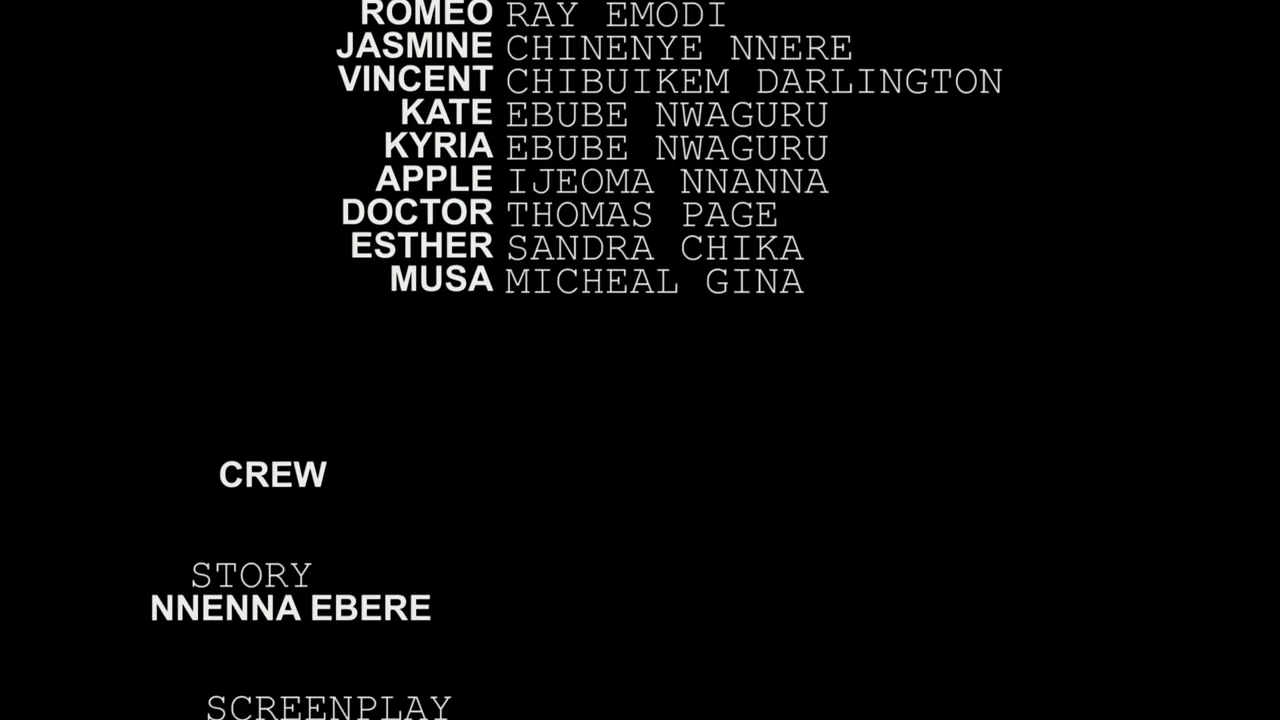 ROMEO RAY EMODI
JASMINE CHINENYE NNERE
VINCENT CHIBUIKEM DARLINGTON
KATE EBUBE NWAGURU
KYRIA EBUBE NWAGURU
APPLE IJEOMA NNANNA
DOCTOR THOMAS PAGE
ESTHER SANDRA CHIKA
MUSA MICHEAL GINA
CREW
STORY
NNENNA EBERE
SCREENPLAY